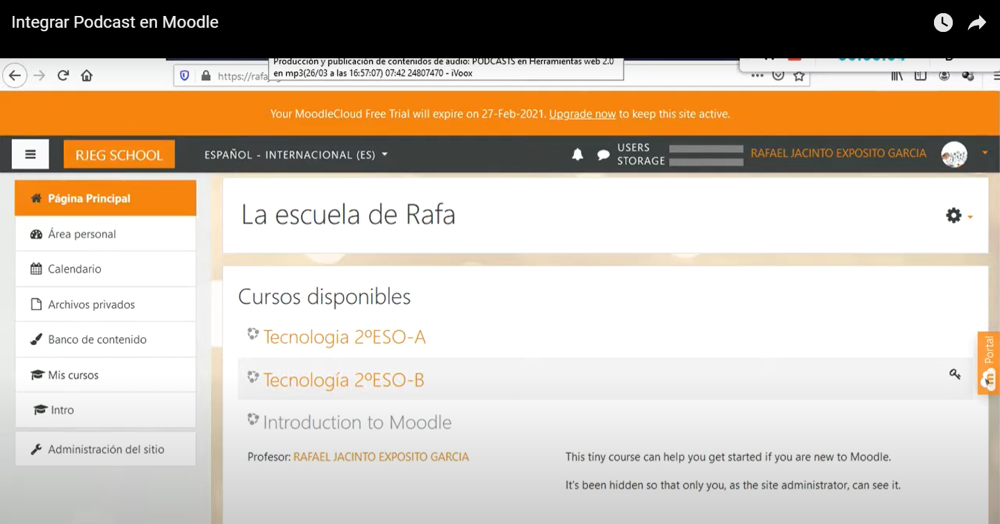 Integrar Podcast en Moodle
Producción y publicación de contenidos de audio: PODCASTS en Herramientas web 2.0
en mp3(26/03 a las 16:57:07) 07:42 24807470 - iVoox
https://rafaj
Your MoodleCloud Free Trial will expire on 27-Feb-2021. Upgrade now to keep this site active.
RJEG SCHOOL
ESPAÑOL - INTERNACIONAL (ES)
USERS
STORAGE
RAFAEL JACINTO EXPOSITO GARCIA
Página Principal
Área personal
Calendario
Archivos privados
Banco de contenido
Mis cursos
Intro
Administración del sitio
La escuela de Rafa
Cursos disponibles
Tecnologia 2ºESO-A
Tecnología 2ºESO-B
Introduction to Moodle
Profesor: RAFAEL JACINTO EXPOSITO GARCIA
This tiny course can help you get started if you are new to Moodle.
It's been hidden so that only you, as the site administrator, can see it.
Portal